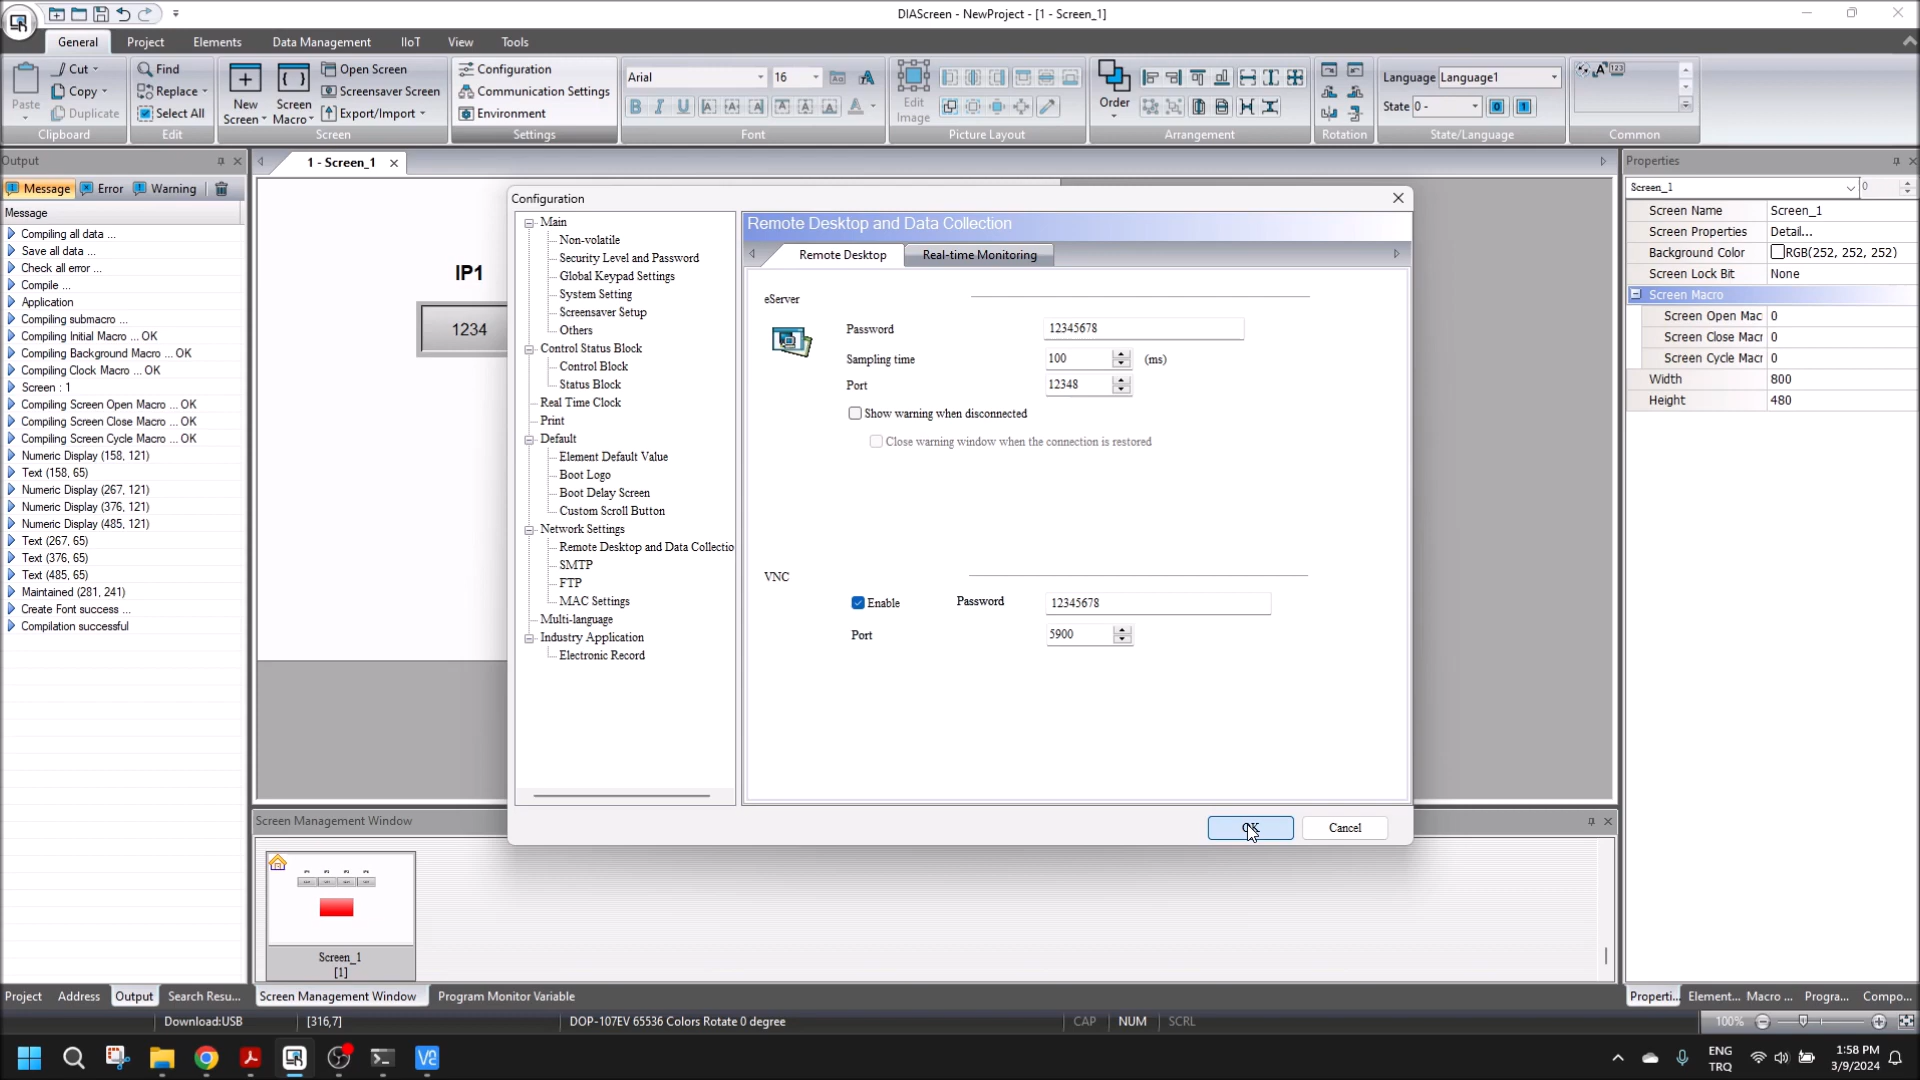 DIAScreen - NewProject - [1 - Screen_1]
General Project Elements Data Management IIoT View Tools
Paste
Cut
Copy
Duplicate
Clipboard
Find
Replace
Select All
Edit
New Screen
Screen Macro
Open Screen
Screensaver Screen
Export/Import
Screen
Configuration
Communication Settings
Environment
Settings
Arial 16
Font
Edit Image
Picture Layout
Order
Arrangement
Rotation
Language Language1
State 0 -
State/Language
Common
Output
Message Error Warning
Message
Compiling all data ...
Save all data ...
Check all error ...
Compile ...
Application
Compiling submacro ...
Compiling Initial Macro ... OK
Compiling Background Macro ... OK
Compiling Clock Macro ... OK
Screen : 1
Compiling Screen Open Macro ... OK
Compiling Screen Close Macro ... OK
Compiling Screen Cycle Macro ... OK
Numeric Display (158, 121)
Text (158, 65)
Numeric Display (267, 121)
Numeric Display (376, 121)
Numeric Display (485, 121)
Text (267, 65)
Text (376, 65)
Text (485, 65)
Maintained (281, 241)
Create Font success ...
Compilation successful
1 - Screen_1
IP1
1234
Configuration
Main
Non-volatile
Security Level and Password
Global Keypad Settings
System Setting
Screensaver Setup
Others
Control Status Block
Control Block
Status Block
Real Time Clock
Print
Default
Element Default Value
Boot Logo
Boot Delay Screen
Custom Scroll Button
Network Settings
Remote Desktop and Data Collectio
SMTP
FTP
MAC Settings
Multi-language
Industry Application
Electronic Record
Remote Desktop and Data Collection
Remote Desktop Real-time Monitoring
eServer
Password 12345678
Sampling time 100 (ms)
Port 12348
Show warning when disconnected
Close warning window when the connection is restored
VNC
Enable Password 12345678
Port 5900
OK Cancel
Properties
Screen_1 0
Screen Name Screen_1
Screen Properties Detail...
Background Color RGB(252, 252, 252)
Screen Lock Bit None
Screen Macro
Screen Open Mac 0
Screen Close Macr 0
Screen Cycle Macr 0
Width 800
Height 480
Screen Management Window
Screen_1
[1]
Project Address Output Search Resu... Screen Management Window Program Monitor Variable Properti... Element... Macro ... Progra... Compo...
Download:USB [316,7] DOP-107EV 65536 Colors Rotate 0 degree CAP NUM SCRL 100%
ENG
TRQ
1:58 PM
3/9/2024